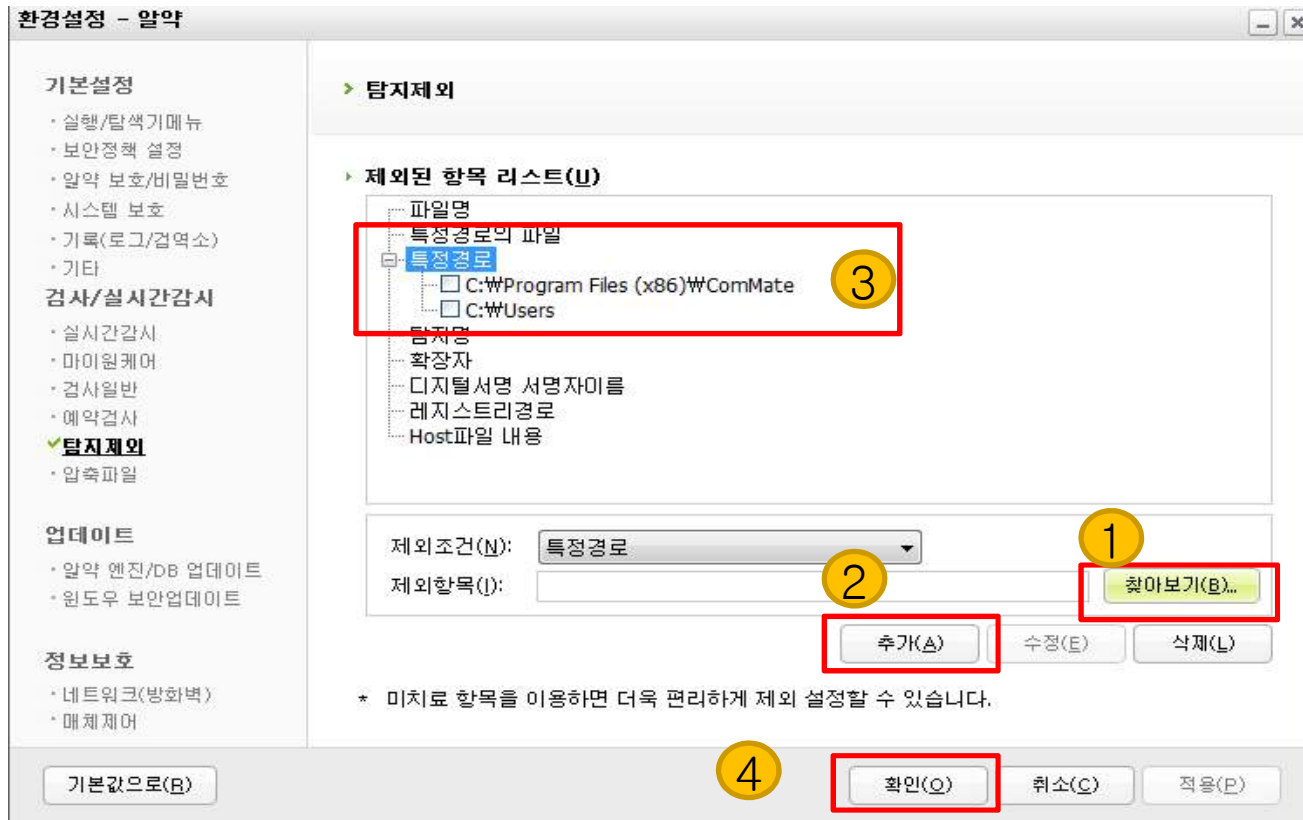 환경설정 - 알약
기본설정
· 실행/탐색기메뉴
· 보안정책 설정
· 알약 보호/비밀번호
· 시스템 보호
· 기록(로그/검역소)
· 기타
검사/실시간감시
· 실시간감시
· 마이원케어
· 검사일반
· 예약검사
탐지제외
· 압축파일
업데이트
· 알약 엔진/DB 업데이트
· 윈도우 보안업데이트
정보보호
· 네트워크(방화벽)
· 매체제어
탐지제외
제외된 항목 리스트(U)
파일명
특정경로의 파일
특정경로
C:₩Program Files (x86)₩ComMate
C:₩Users
3
탐지명
확장자
디지털서명 서명자이름
레지스트리경로
Host파일 내용
제외조건(N): 특정경로
1
제외항목(I): 찾아보기(B)...
2
추가(A) 수정(E) 삭제(L)
* 미치료 항목을 이용하면 더욱 편리하게 제외 설정할 수 있습니다.
4
기본값으로(R) 확인(O) 취소(C) 적용(P)